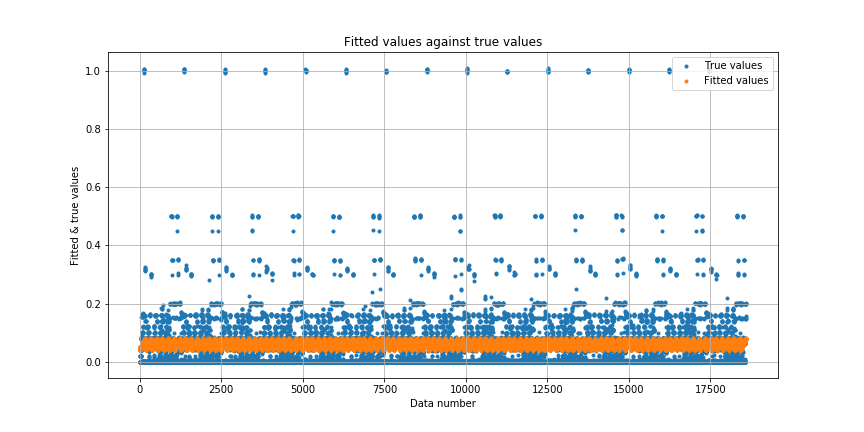 Fitted values against true values
True values
Fitted values
Fitted & true values
1.0
0.8
0.6
0.4
0.2
0.0
0
2500
5000
7500
10000
12500
15000
17500
Data number